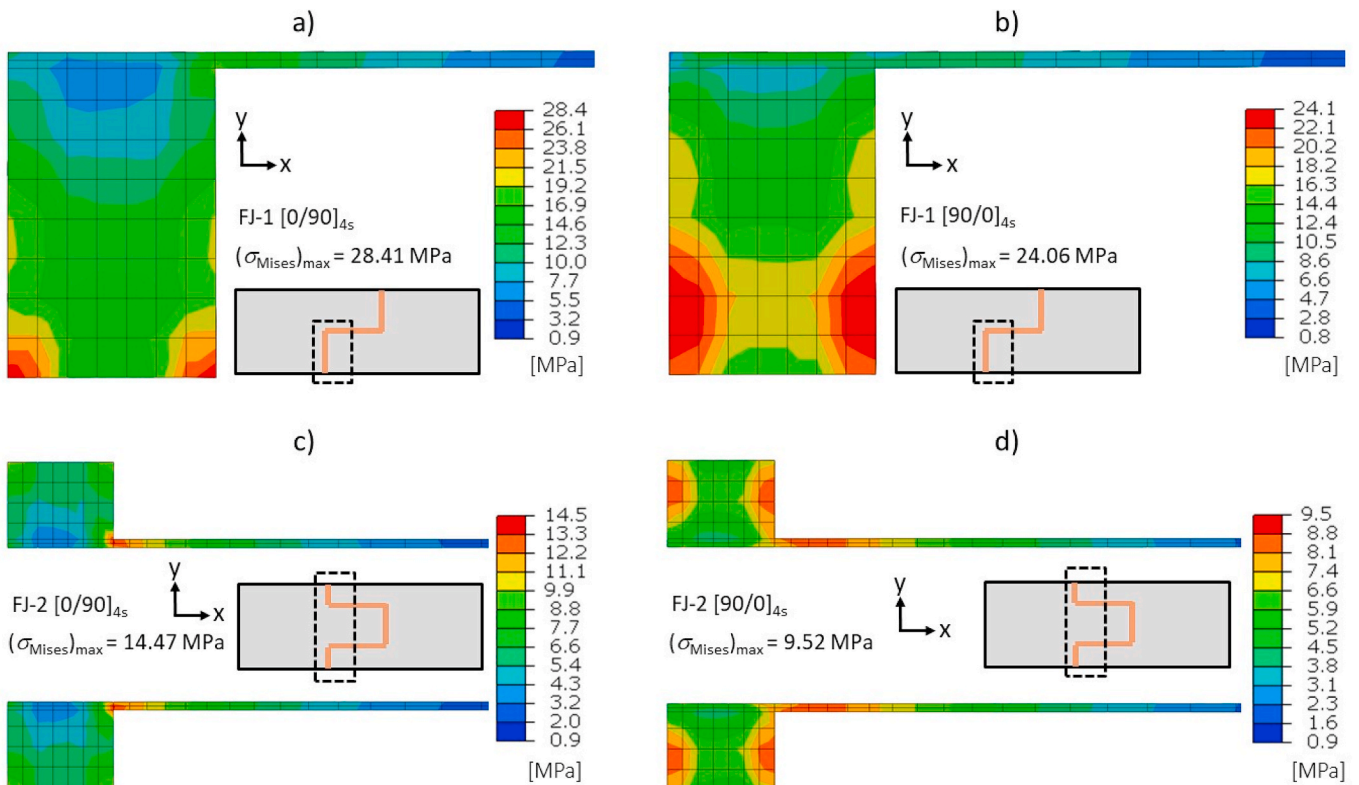 a)
y
x
FJ-1 [0/90]4s
(σMises)max = 28.41 MPa
28.4
26.1
23.8
21.5
19.2
16.9
14.6
12.3
10.0
7.7
5.5
3.2
0.9
[MPa]
b)
y
x
FJ-1 [90/0]4s
(σMises)max = 24.06 MPa
24.1
22.1
20.2
18.2
16.3
14.4
12.4
10.5
8.6
6.6
4.7
2.8
0.8
[MPa]
c)
y
x
FJ-2 [0/90]4s
(σMises)max = 14.47 MPa
14.5
13.3
12.2
11.1
9.9
8.8
7.7
6.6
5.4
4.3
3.2
2.0
0.9
[MPa]
d)
y
x
FJ-2 [90/0]4s
(σMises)max = 9.52 MPa
9.5
8.8
8.1
7.4
6.6
5.9
5.2
4.5
3.8
3.1
2.3
1.6
0.9
[MPa]